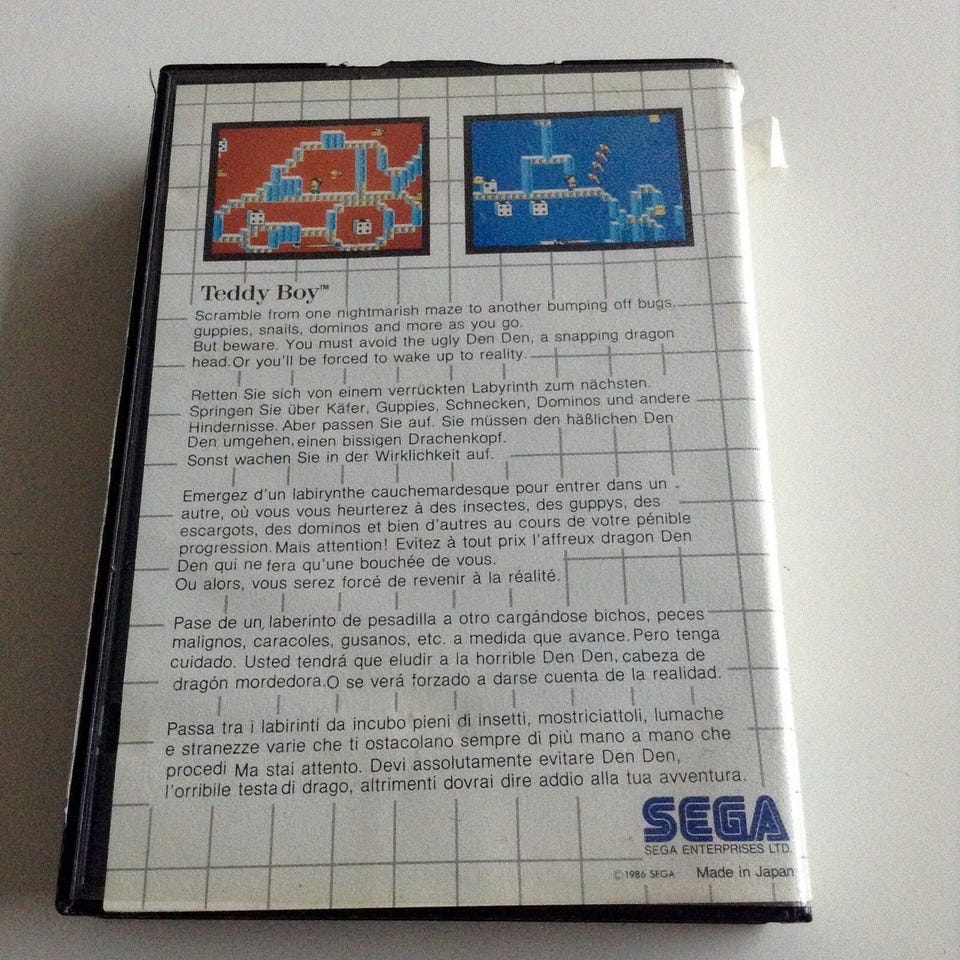 Teddy Boy™
Scramble from one nightmarish maze to another bumping off bugs,
guppies, snails, dominos and more as you go.
But beware. You must avoid the ugly Den Den, a snapping dragon
head. Or you'll be forced to wake up to reality.
Retten Sie sich von einem verrückten Labyrinth zum nächsten.
Springen Sie über Käfer, Guppies, Schnecken, Dominos und andere
Hindernisse. Aber passen Sie auf. Sie müssen den häßlichen Den
Den umgehen, einen bissigen Drachenkopf.
Sonst wachen Sie in der Wirklichkeit auf.
Emergez d'un labirynthe cauchemardesque pour entrer dans un
autre, où vous vous heurterez à des insectes, des guppys, des
escargots, des dominos et bien d'autres au cours de votre pénible
progression. Mais attention! Evitez à tout prix l'affreux dragon Den
Den qui ne fera qu'une bouchée de vous.
Ou alors, vous serez forcé de revenir à la réalité.
Pase de un laberinto de pesadilla a otro cargándose bichos, peces
malignos, caracoles, gusanos, etc. a medida que avance. Pero tenga
cuidado. Usted tendrá que eludir a la horrible Den Den, cabeza de
dragón mordedora. O se verá forzado a darse cuenta de la realidad.
Passa tra i labirinti da incubo pieni di insetti, mostriciattoli, lumache
e stranezze varie che ti ostacolano sempre di più mano a mano che
procedi Ma stai attento. Devi assolutamente evitare Den Den,
l'orribile testa di drago, altrimenti dovrai dire addio alla tua avventura.
SEGA
SEGA ENTERPRISES LTD.
© 1986 SEGA Made in Japan